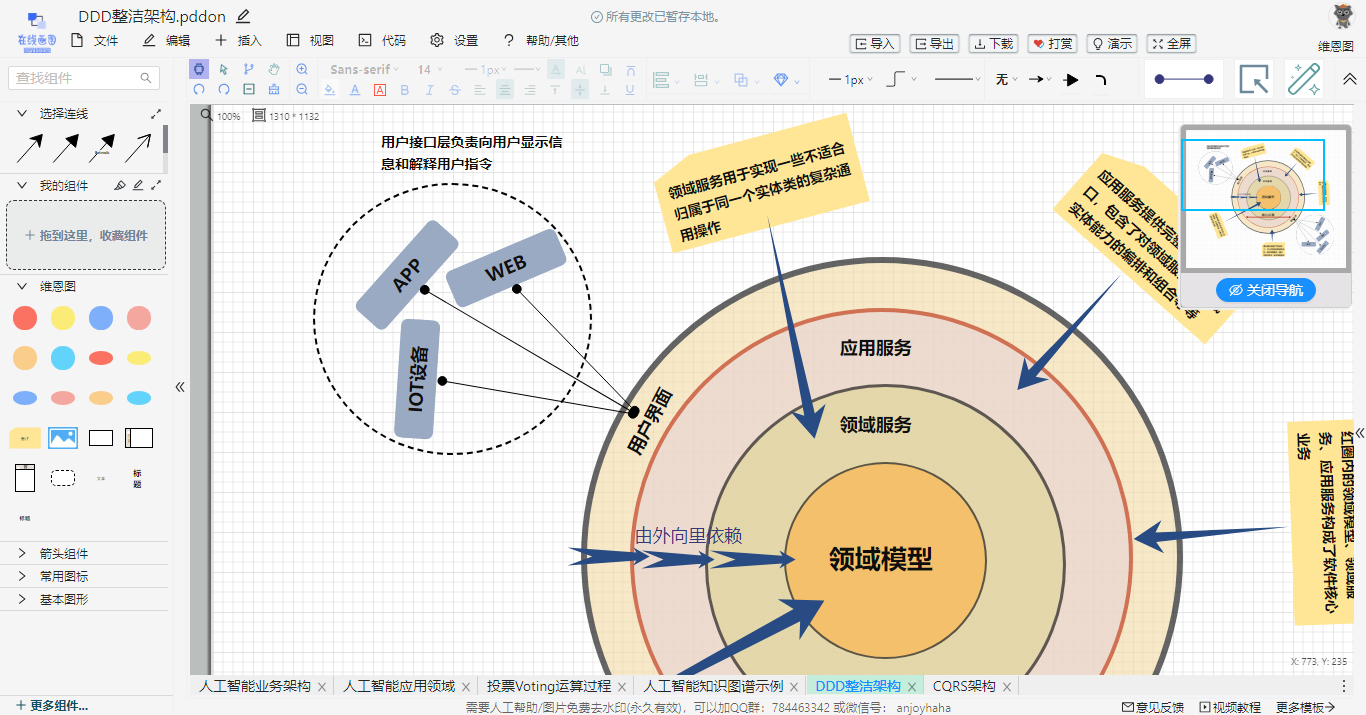 DDD整洁架构.pddon
所有更改已暂存本地。
在线画图
文件 编辑 插入 视图 代码 设置 ? 帮助/其他
导入 导出 下载 打赏 演示 全屏
维恩图
查找组件
Sans-serif 14 1px
1px 无
选择连线
100% 1310 * 1132
我的组件
拖到这里，收藏组件
维恩图
标题
标题
箭头组件
常用图标
基本图形
+ 更多组件...
用户接口层负责向用户显示信
息和解释用户指令
APP
WEB
IOT设备
领域服务用于实现一些不适合
归属于同一个实体类的复杂通
用操作
应用服务提供完整
口，包含了对领域服
实体能力的编排和组合
关闭导航
用户界面
应用服务
领域服务
领域模型
由外向里依赖
红圈内的领域模型、领域服
务、应用服务构成了软件核心
业务
X: 773, Y: 235
人工智能业务架构 人工智能应用领域 投票Voting运算过程 人工智能知识图谱示例 DDD整洁架构 CQRS架构
需要人工帮助/图片免费去水印(永久有效)，可以加QQ群：784463342 或微信号： anjoyhaha
意见反馈 视频教程 更多模板